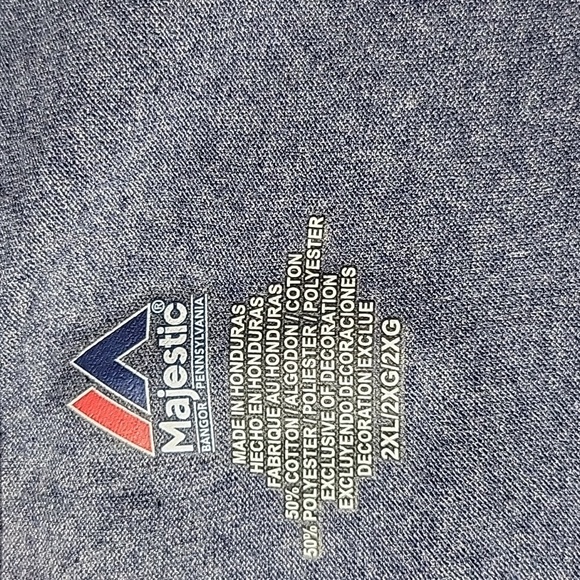 Majestic®
BANGOR, PENNSYLVANIA
MADE IN HONDURAS
HECHO EN HONDURAS
FABRIQUE AU HONDURAS
50% COTTON / ALGODON / COTON
50% POLYESTER / POLIESTER / POLYESTER
EXCLUSIVE OF DECORATION
EXCLUYENDO DECORACIONES
DECORATION EXCLUE
2XL/2XG/2XG